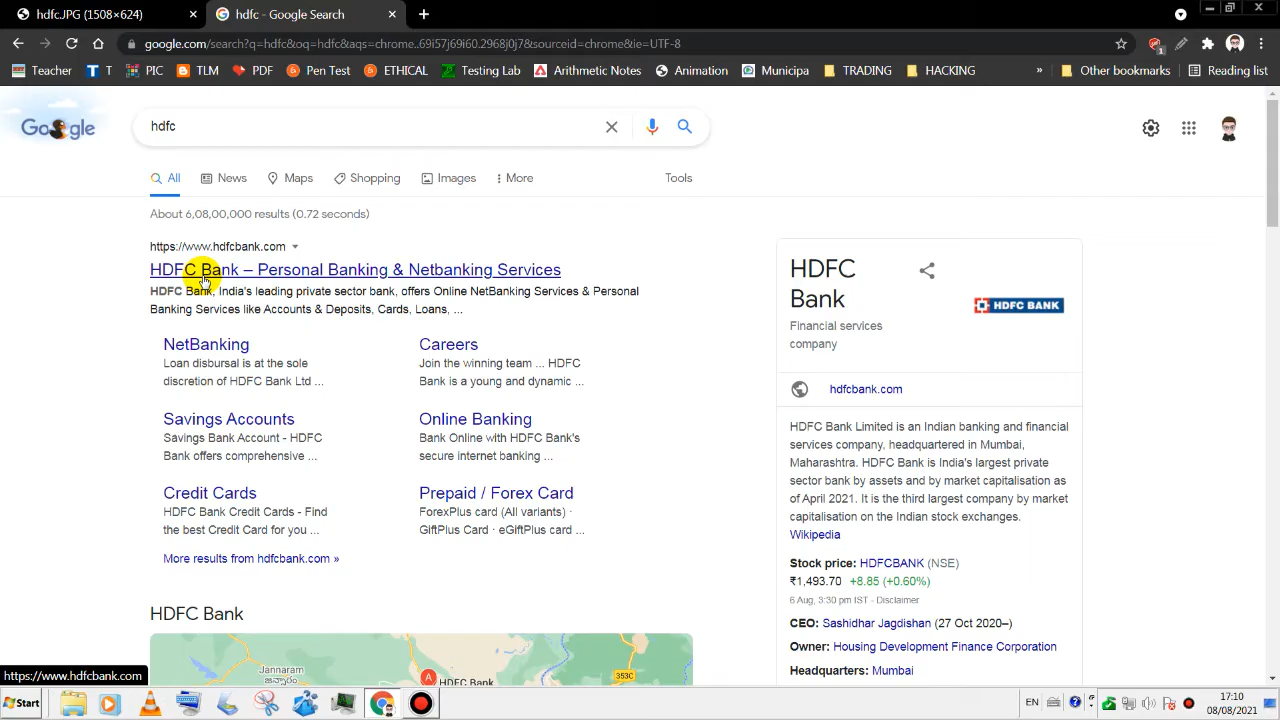 hdfc.JPG (1508×624)
hdfc - Google Search
google.com/search?q=hdfc&oq=hdfc&aqs=chrome..69i57j69i60.2968j0j7&sourceid=chrome&ie=UTF-8
Teacher T PIC TLM PDF Pen Test ETHICAL Testing Lab Arithmetic Notes Animation Municipa TRADING HACKING » Other bookmarks Reading list
Google
hdfc
All News Maps Shopping Images More Tools
About 6,08,00,000 results (0.72 seconds)
https://www.hdfcbank.com
HDFC Bank – Personal Banking & Netbanking Services
HDFC Bank, India's leading private sector bank, offers Online NetBanking Services & Personal
Banking Services like Accounts & Deposits, Cards, Loans, ...
NetBanking
Loan disbursal is at the sole
discretion of HDFC Bank Ltd ...
Careers
Join the winning team ... HDFC
Bank is a young and dynamic ...
Savings Accounts
Savings Bank Account - HDFC
Bank offers comprehensive ...
Online Banking
Bank Online with HDFC Bank's
secure internet banking ...
Credit Cards
HDFC Bank Credit Cards - Find
the best Credit Card for you ...
Prepaid / Forex Card
ForexPlus card (All variants) ·
GiftPlus Card · eGiftPlus card ...
More results from hdfcbank.com »
HDFC Bank
Jannaram
A
HDFC Bank
353C
HDFC
Bank
HDFC BANK
Financial services
company
hdfcbank.com
HDFC Bank Limited is an Indian banking and financial
services company, headquartered in Mumbai,
Maharashtra. HDFC Bank is India's largest private
sector bank by assets and by market capitalisation as
of April 2021. It is the third largest company by market
capitalisation on the Indian stock exchanges.
Wikipedia
Stock price: HDFCBANK (NSE)
₹1,493.70 +8.85 (+0.60%)
6 Aug, 3:30 pm IST - Disclaimer
CEO: Sashidhar Jagdishan (27 Oct 2020–)
Owner: Housing Development Finance Corporation
Headquarters: Mumbai
https://www.hdfcbank.com
Start
EN
17:10
08/08/2021